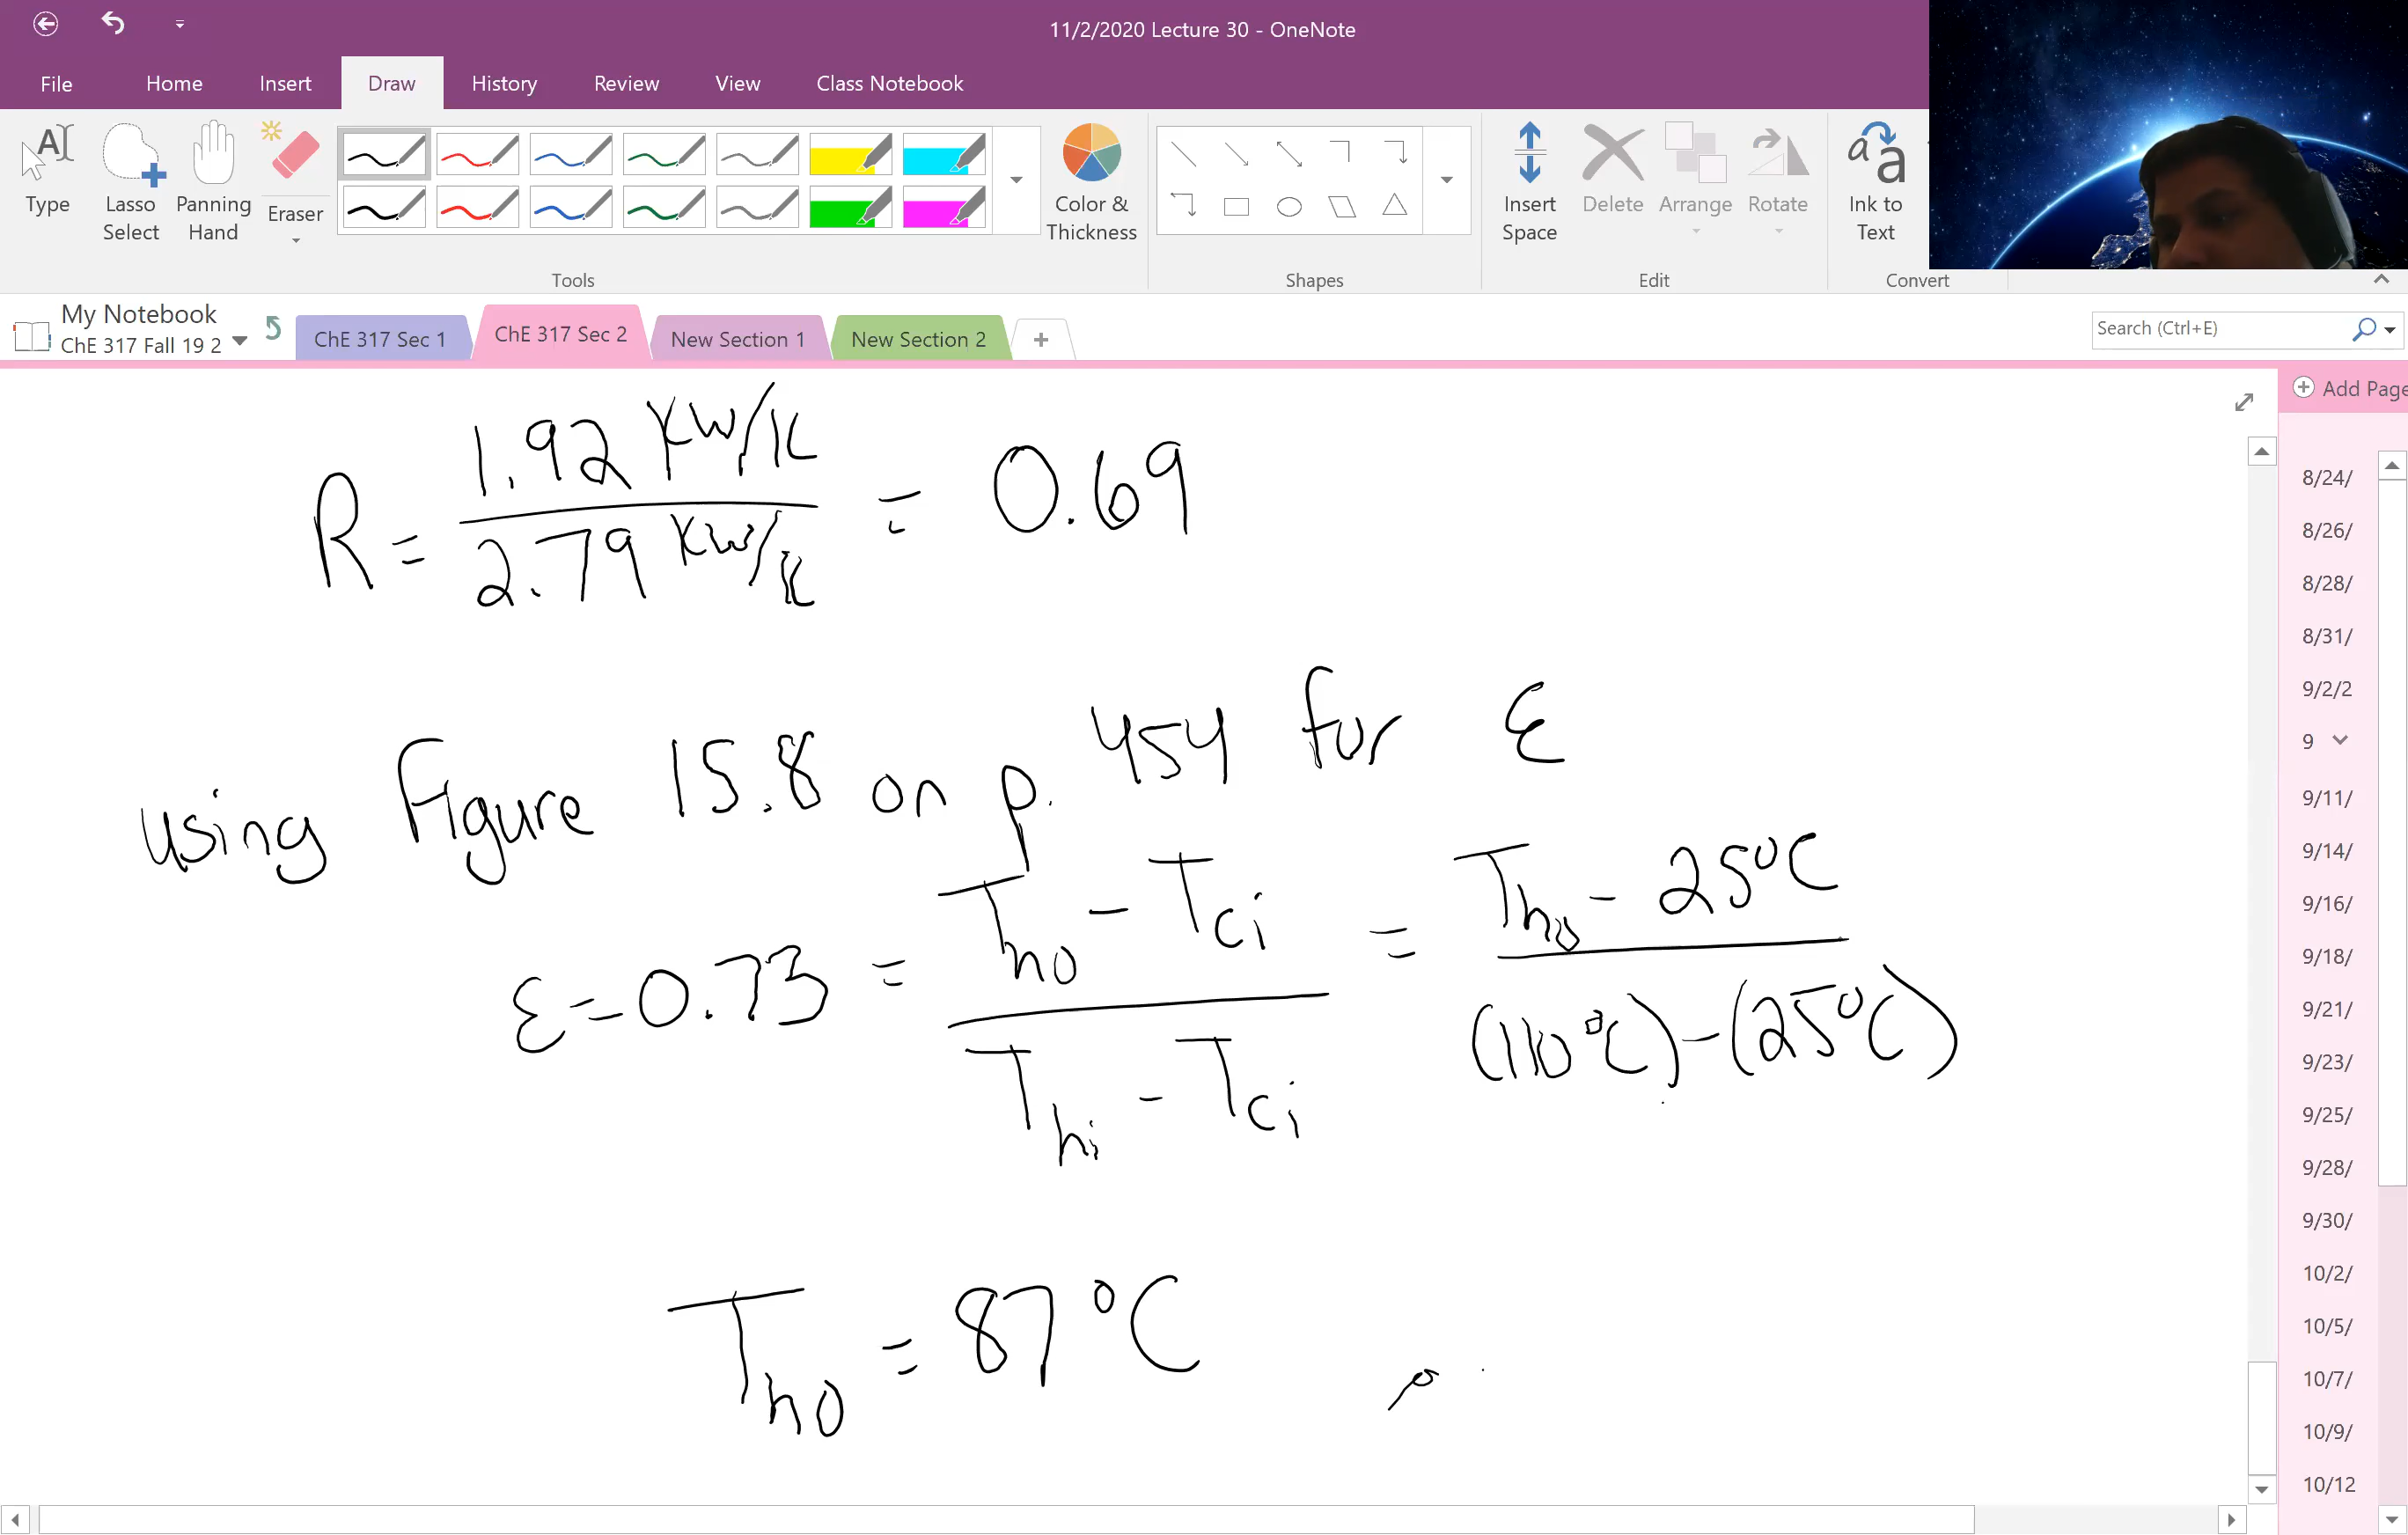 11/2/2020 Lecture 30 - OneNote
File Home Insert Draw History Review View Class Notebook
Type
Lasso Select
Panning Hand
Eraser
Color & Thickness
Insert Space
Delete
Arrange
Rotate
Ink to Text
Tools
Shapes
Edit
Convert
My Notebook
ChE 317 Fall 19 2
ChE 317 Sec 1
ChE 317 Sec 2
New Section 1
New Section 2
Search (Ctrl+E)
Add Page
R = 1.92 KW/K / 2.79 KW/K = 0.69
using Figure 15.8 on p. 454 for ε
ε = 0.73 = (Tho - Tci) / (Thi - Tci) = (Tho - 25°C) / ((110°C) - (25°C))
Tho = 87°C
8/24/
8/26/
8/28/
8/31/
9/2/2
9
9/11/
9/14/
9/16/
9/18/
9/21/
9/23/
9/25/
9/28/
9/30/
10/2/
10/5/
10/7/
10/9/
10/12